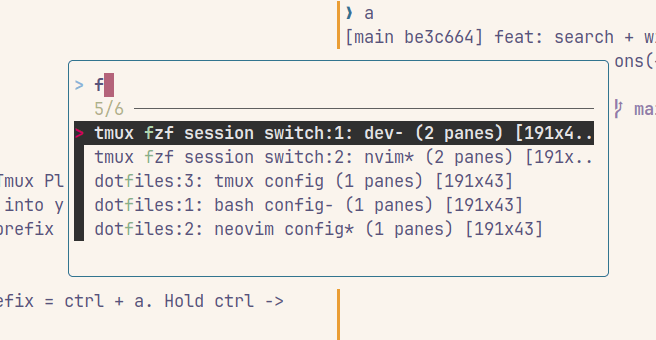 ❱ a
[main be3c664] feat: search + w
ons(
> f
5/6
> tmux fzf session switch:1: dev- (2 panes) [191x4..
tmux fzf session switch:2: nvim* (2 panes) [191x..
dotfiles:3: tmux config (1 panes) [191x43]
dotfiles:1: bash config- (1 panes) [191x43]
dotfiles:2: neovim config* (1 panes) [191x43]
mai
Tmux Pl
into y
prefix
efix = ctrl + a. Hold ctrl ->